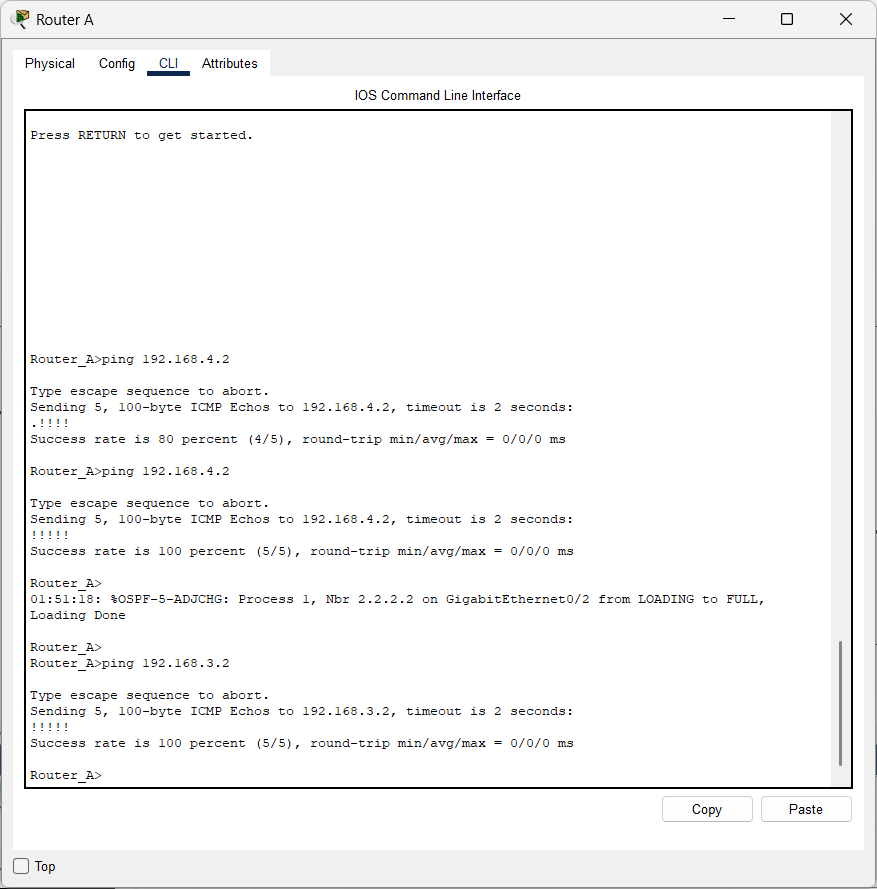 Router A
Physical Config CLI Attributes
IOS Command Line Interface
Press RETURN to get started.
Router_A>ping 192.168.4.2
Type escape sequence to abort.
Sending 5, 100-byte ICMP Echos to 192.168.4.2, timeout is 2 seconds:
.!!!!
Success rate is 80 percent (4/5), round-trip min/avg/max = 0/0/0 ms
Router_A>ping 192.168.4.2
Type escape sequence to abort.
Sending 5, 100-byte ICMP Echos to 192.168.4.2, timeout is 2 seconds:
!!!!!
Success rate is 100 percent (5/5), round-trip min/avg/max = 0/0/0 ms
Router_A>
01:51:18: %OSPF-5-ADJCHG: Process 1, Nbr 2.2.2.2 on GigabitEthernet0/2 from LOADING to FULL,
Loading Done
Router_A>
Router_A>ping 192.168.3.2
Type escape sequence to abort.
Sending 5, 100-byte ICMP Echos to 192.168.3.2, timeout is 2 seconds:
!!!!!
Success rate is 100 percent (5/5), round-trip min/avg/max = 0/0/0 ms
Router_A>
Copy Paste
Top